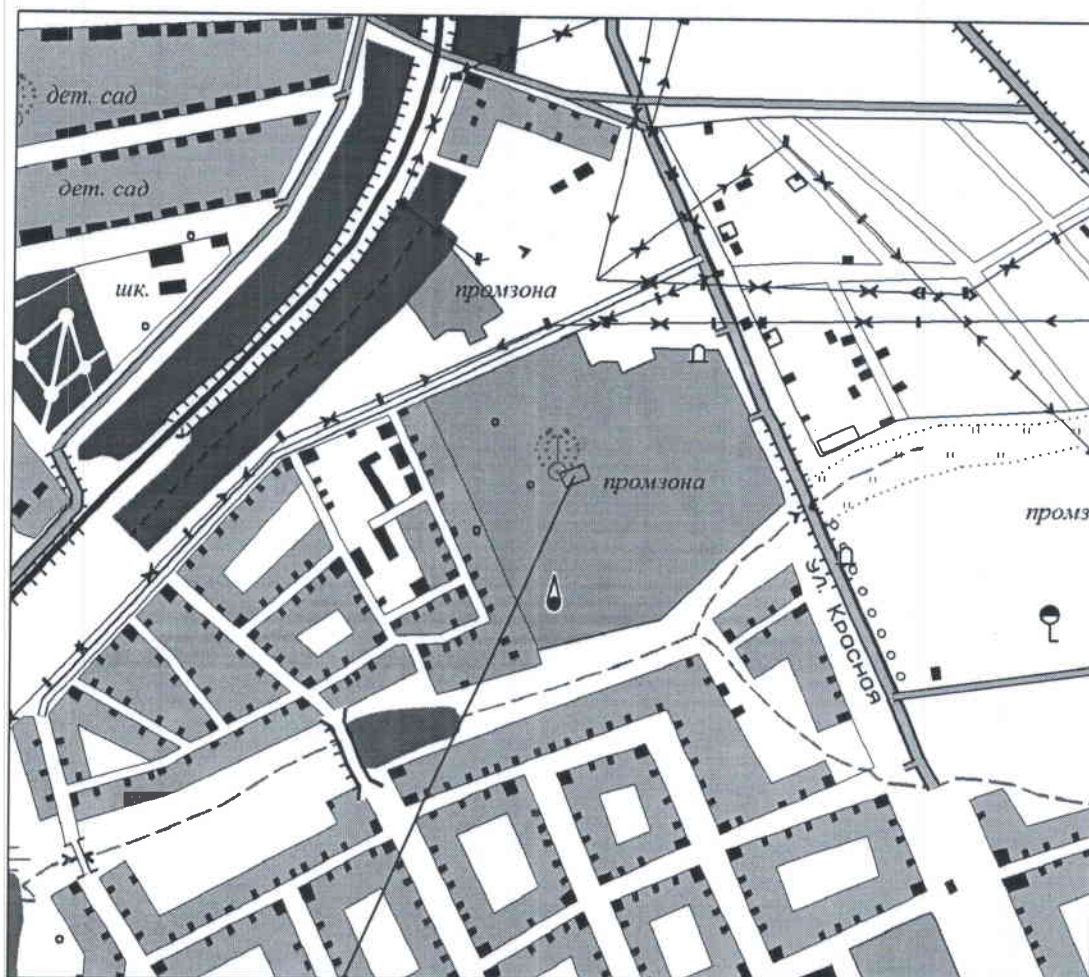 дет. сад
дет. сад
шк.
промзона
промзона
промз
ул. Красная